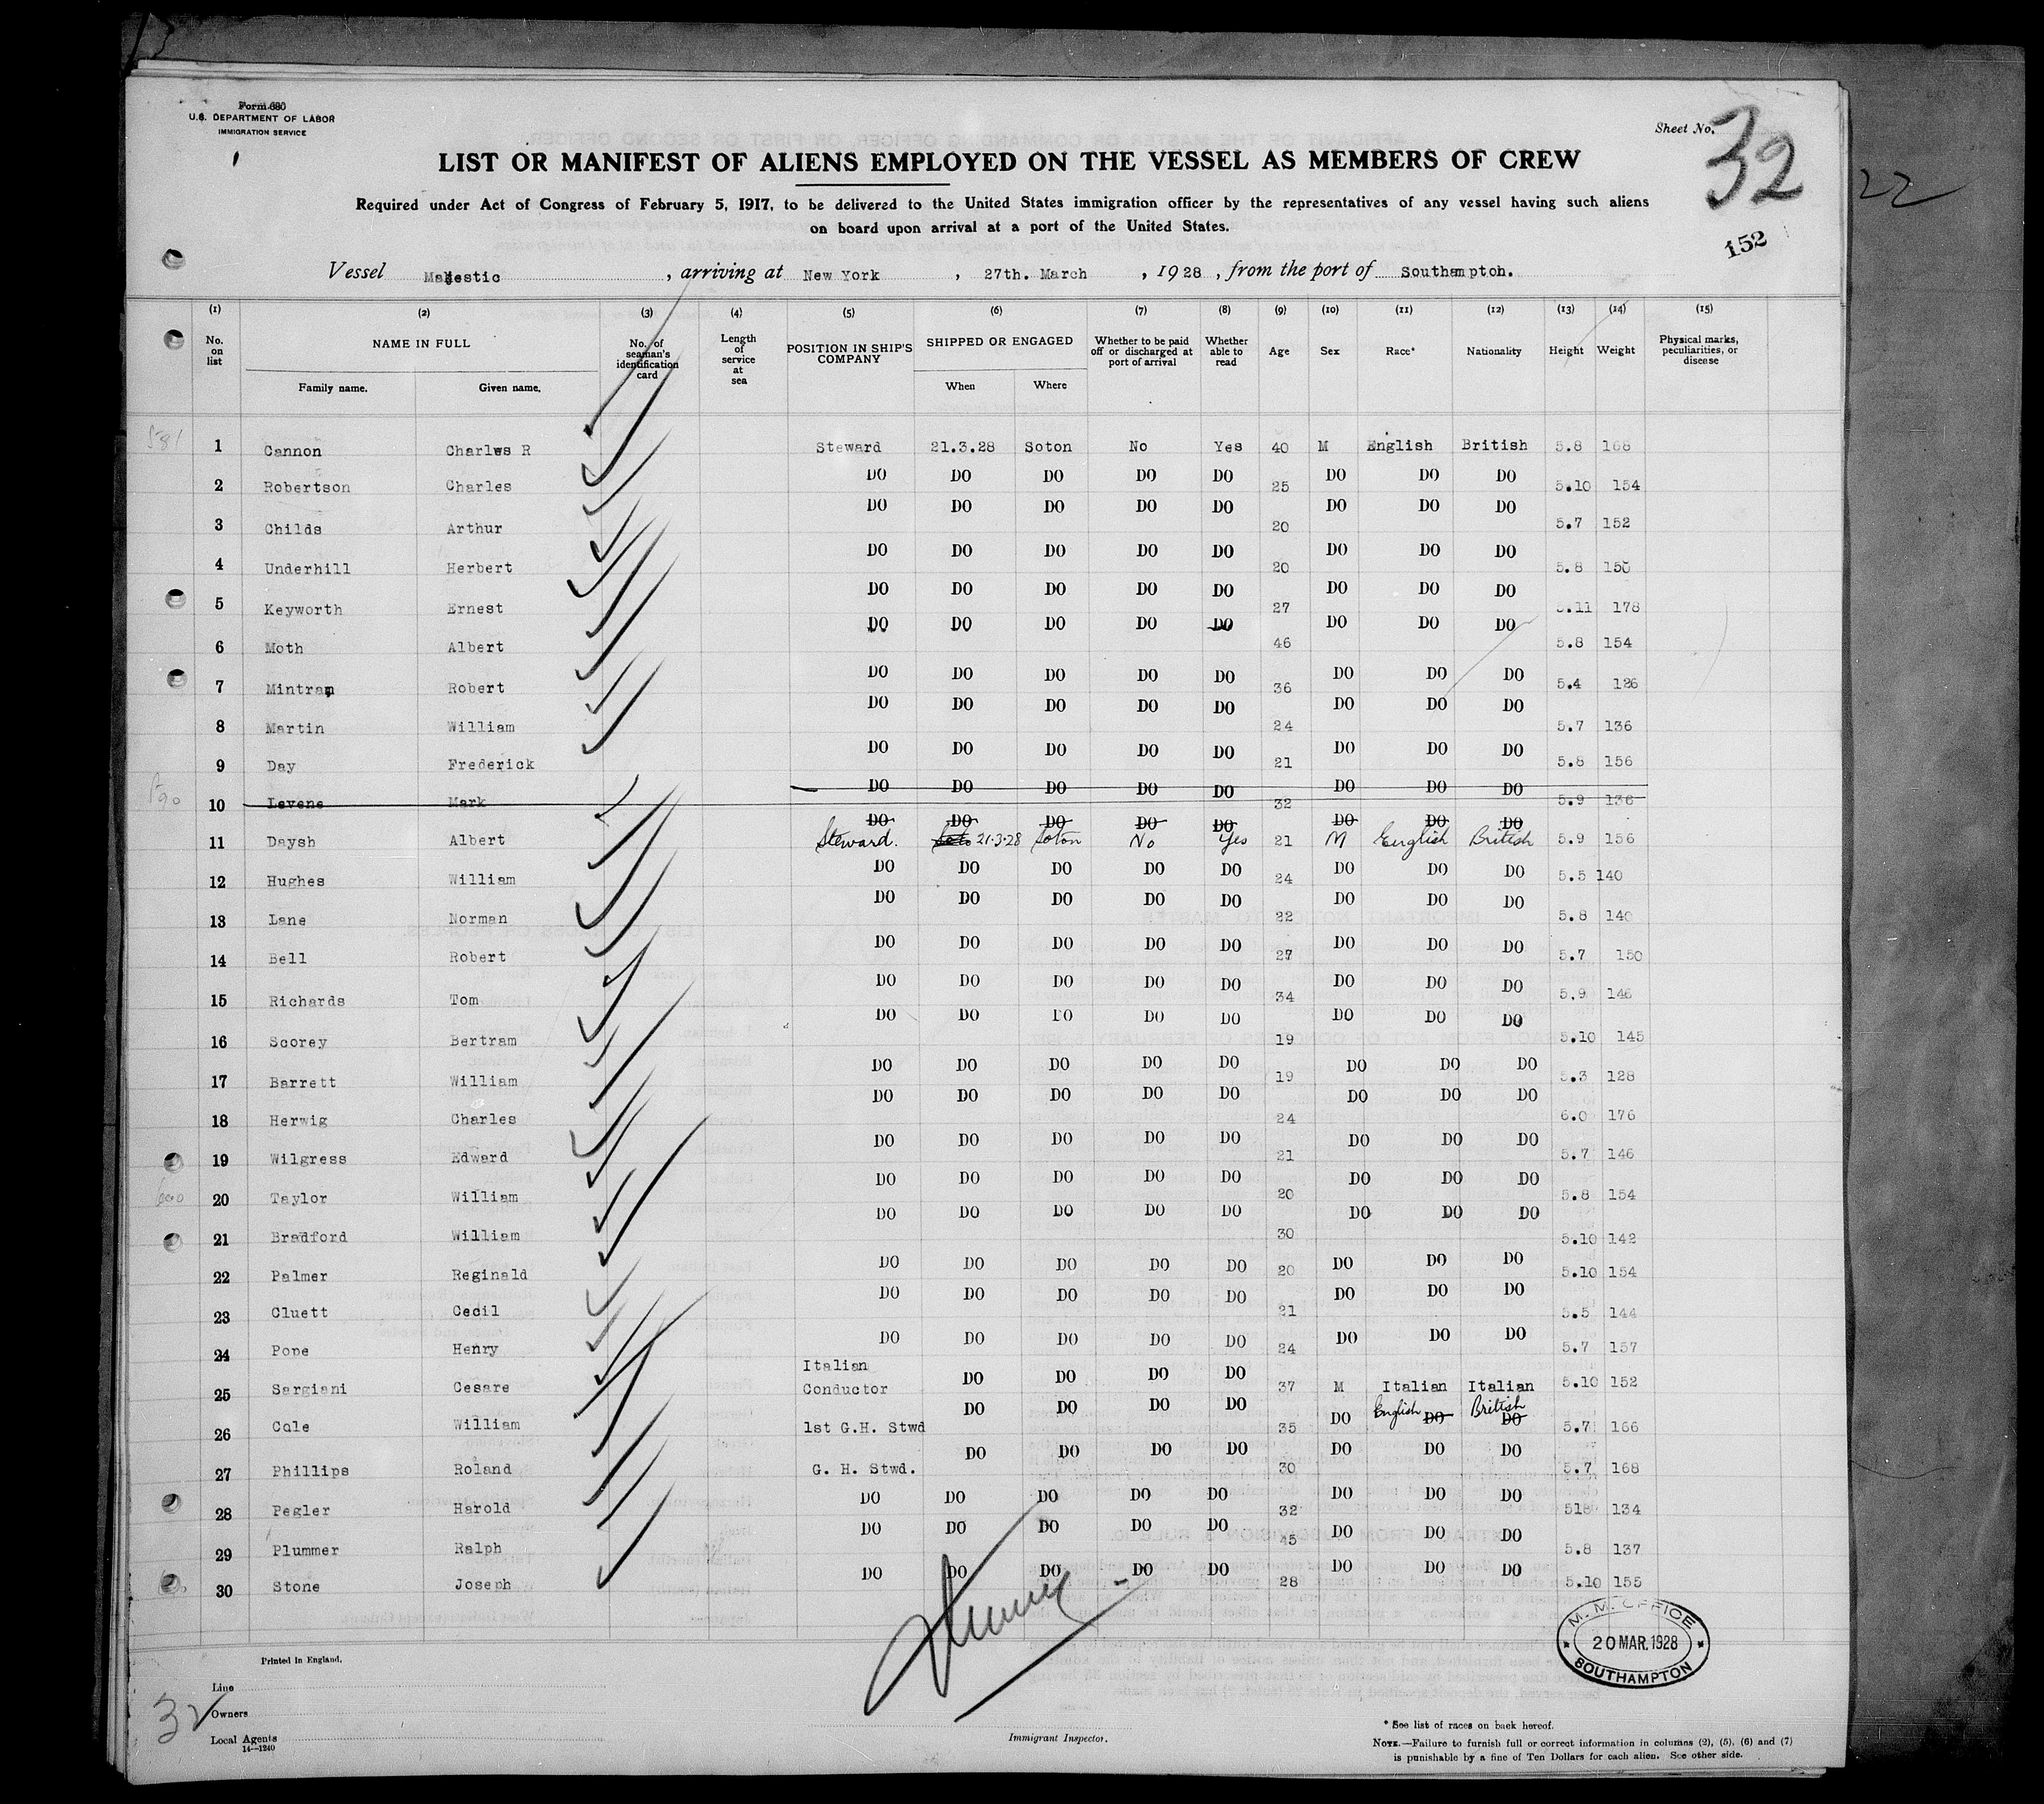 Form 680
U.S. DEPARTMENT OF LABOR
IMMIGRATION SERVICE
Sheet No. 32
LIST OR MANIFEST OF ALIENS EMPLOYED ON THE VESSEL AS MEMBERS OF CREW
22
Required under Act of Congress of February 5, 1917, to be delivered to the United States immigration officer by the representatives of any vessel having such aliens
on board upon arrival at a port of the United States.
152
Vessel Majestic , arriving at New York , 27th. March , 1928 , from the port of Southampton.
(1) (2) (3) (4) (5) (6) (7) (8) (9) (10) (11) (12) (13) (14) (15)
No. on list NAME IN FULL No. of seaman's identification card Length of service at sea POSITION IN SHIP'S COMPANY SHIPPED OR ENGAGED Whether to be paid off or discharged at port of arrival Whether able to read Age Sex Race* Nationality Height Weight Physical marks, peculiarities, or disease
Family name. Given name. When Where
1 Cannon Charlws R Steward 21.3.28 Soton No Yes 40 M English British 5.8 168
2 Robertson Charles DO DO DO DO DO 25 DO DO DO 5.10 154
3 Childs Arthur DO DO DO DO DO 20 DO DO DO 5.7 152
4 Underhill Herbert DO DO DO DO DO 20 DO DO DO 5.8 150
5 Keyworth Ernest DO DO DO DO DO 27 DO DO DO 5.11 178
6 Moth Albert DO DO DO DO DO 46 DO DO DO 5.8 154
7 Mintram Robert DO DO DO DO DO 36 DO DO DO 5.4 126
8 Martin William DO DO DO DO DO 24 DO DO DO 5.7 136
9 Day Frederick DO DO DO DO DO 21 DO DO DO 5.8 156
10 Levene Mark DO DO DO DO DO 32 DO DO DO 5.9 136
DO DO DO DO DO DO DO DO
11 Daysh Albert Steward. 21.3.28 Soton No Yes 21 M English British 5.9 156
12 Hughes William DO DO DO DO DO 24 DO DO DO 5.5 140
13 Lane Norman DO DO DO DO DO 22 DO DO DO 5.8 140
14 Bell Robert DO DO DO DO DO 27 DO DO DO 5.7 150
15 Richards Tom DO DO DO DO DO 34 DO DO DO 5.9 146
16 Scorey Bertram DO DO DO DO DO 19 DO DO DO 5.10 145
17 Barrett William DO DO DO DO DO 19 DO DO DO 5.3 128
18 Herwig Charles DO DO DO DO DO 24 DO DO DO 6.0 176
19 Wilgress Edward DO DO DO DO DO 21 DO DO DO 5.7 146
20 Taylor William DO DO DO DO DO 20 DO DO DO 5.8 154
21 Bradford William DO DO DO DO DO 30 DO DO DO 5.10 142
22 Palmer Reginald DO DO DO DO DO 20 DO DO DO 5.10 154
23 Cluett Cecil DO DO DO DO DO 21 DO DO DO 5.5 144
24 Pope Henry DO DO DO DO DO 24 DO DO DO 5.7 157
25 Sargiani Cesare Italian Conductor DO DO DO DO 37 M Italian Italian 5.10 152
26 Cole William 1st G.H. Stwd DO DO DO DO 35 DO English DO British DO 5.7 166
27 Phillips Roland G. H. Stwd. DO DO DO DO 30 DO DO DO 5.7 168
28 Pegler Harold DO DO DO DO DO 32 DO DO DO 518 134
29 Plummer Ralph DO DO DO DO DO 45 DO DO DO 5.8 137
30 Stone Joseph DO DO DO DO DO 28 DO DO DO 5.10 155
M. M. OFFICE
20 MAR. 1928
SOUTHAMPTON
Printed in England.
32
Line
Owners
Local Agents
14—1240
Immigrant Inspector.
* See list of races on back hereof.
NOTE.—Failure to furnish full or correct information in columns (2), (5), (6) and (7)
is punishable by a fine of Ten Dollars for each alien. See other side.